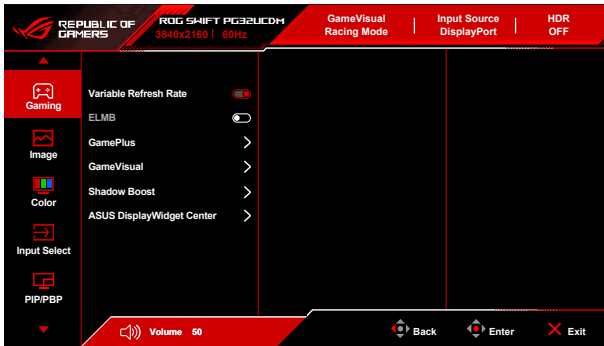 REPUBLIC OF
GAMERS
ROG SWIFT PG32UCDM
3840x2160 60Hz
GameVisual
Racing Mode
Input Source
DisplayPort
HDR
OFF
Gaming
Image
Color
Input Select
PIP/PBP
Variable Refresh Rate
ELMB
GamePlus
GameVisual
Shadow Boost
ASUS DisplayWidget Center
Volume 50
Back
Enter
Exit